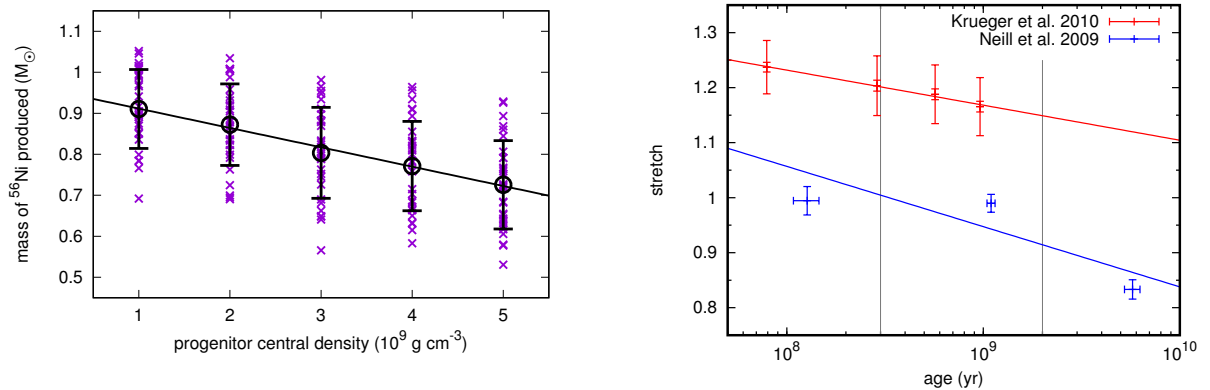 1.1
1
0.9
0.8
0.7
0.6
0.5
mass of ⁵⁶Ni produced (M☉)
1 2 3 4 5
progenitor central density (10⁹ g cm⁻³)
Krueger et al. 2010
Neill et al. 2009
1.3
1.2
1.1
1
0.9
0.8
stretch
10⁸ 10⁹ 10¹⁰
age (yr)